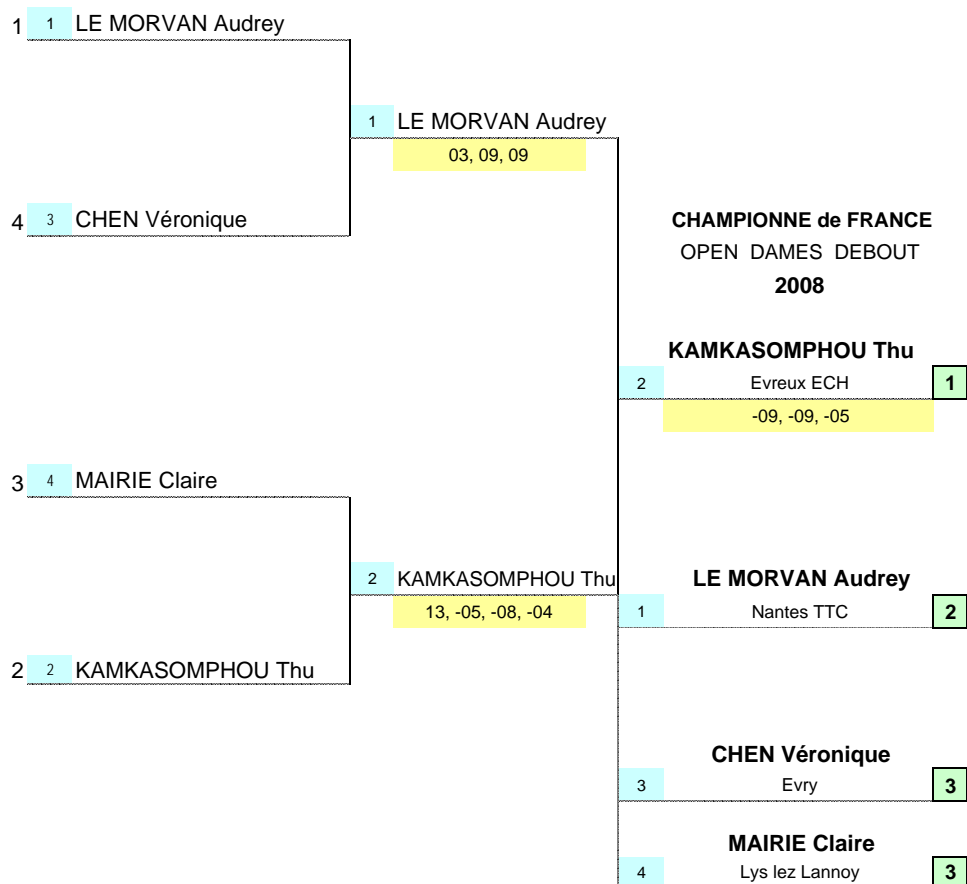 1 1 LE MORVAN Audrey
1 LE MORVAN Audrey
03, 09, 09
4 3 CHEN Véronique
CHAMPIONNE de FRANCE
OPEN DAMES DEBOUT
2008
KAMKASOMPHOU Thu
2 Evreux ECH 1
-09, -09, -05
3 4 MAIRIE Claire
2 KAMKASOMPHOU Thu
13, -05, -08, -04
LE MORVAN Audrey
1 Nantes TTC 2
2 2 KAMKASOMPHOU Thu
CHEN Véronique
3 Evry 3
MAIRIE Claire
4 Lys lez Lannoy 3